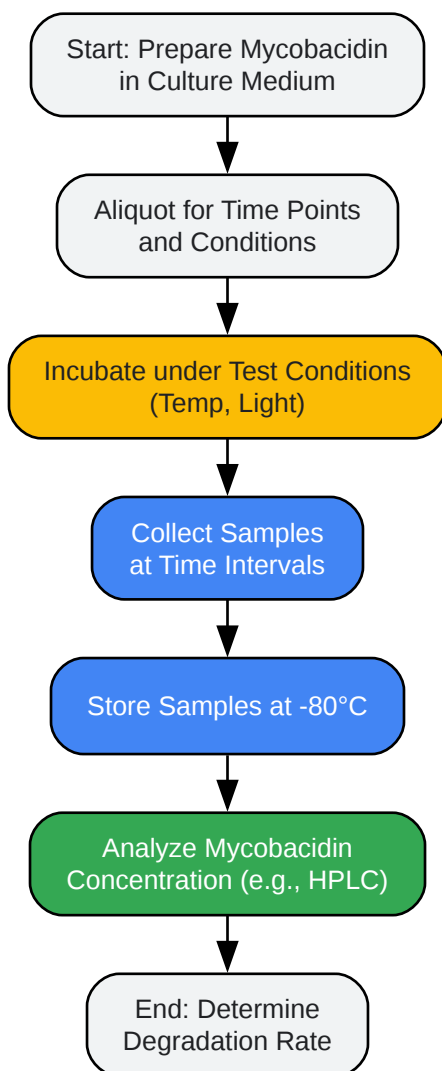 Start: Prepare Mycobacidin
in Culture Medium
Aliquot for Time Points
and Conditions
Incubate under Test Conditions
(Temp, Light)
Collect Samples
at Time Intervals
Store Samples at -80°C
Analyze Mycobacidin
Concentration (e.g., HPLC)
End: Determine
Degradation Rate